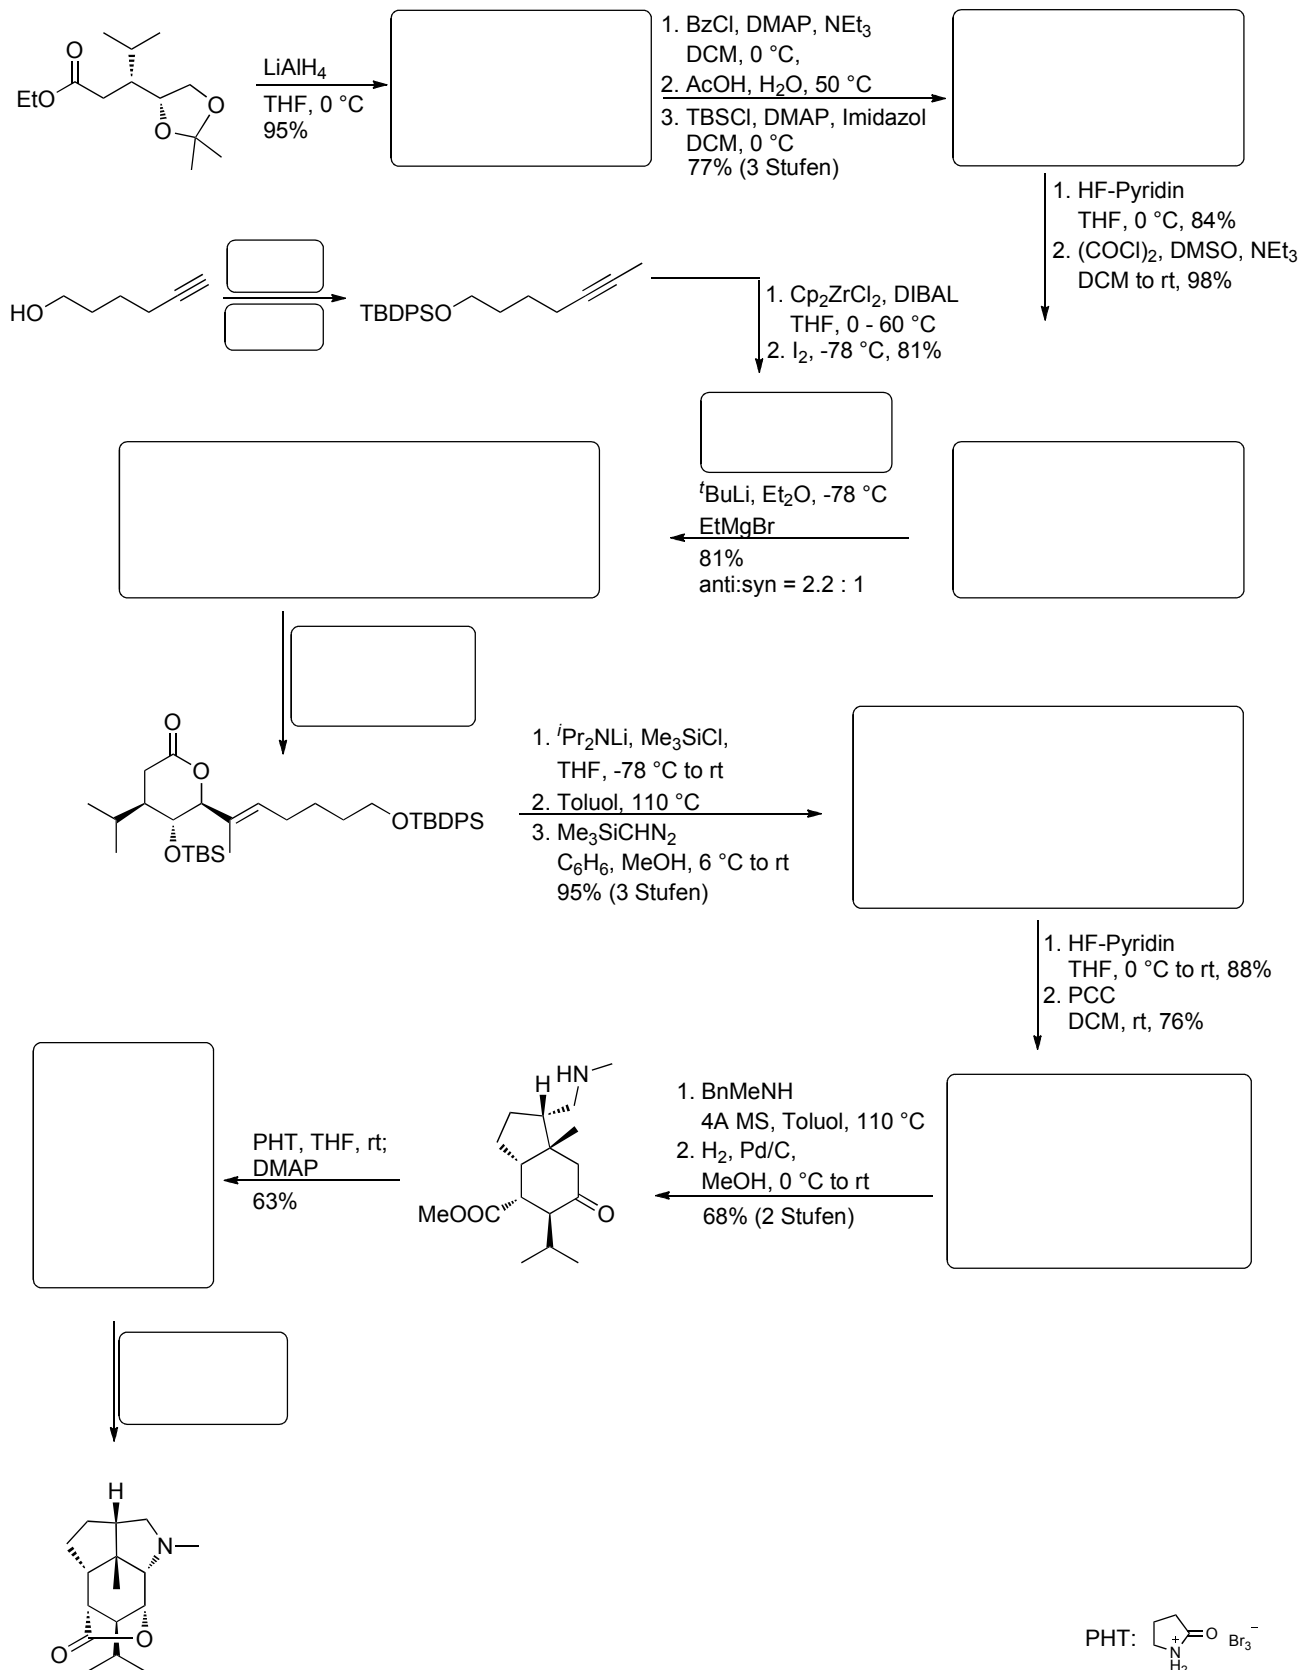 O
EtO
O
O
LiAlH4
THF, 0 °C
95%
1. BzCl, DMAP, NEt3
DCM, 0 °C,
2. AcOH, H2O, 50 °C
3. TBSCl, DMAP, Imidazol
DCM, 0 °C
77% (3 Stufen)
1. HF-Pyridin
THF, 0 °C, 84%
2. (COCl)2, DMSO, NEt3
DCM to rt, 98%
HO
TBDPSO
1. Cp2ZrCl2, DIBAL
THF, 0 - 60 °C
2. I2, -78 °C, 81%
tBuLi, Et2O, -78 °C
EtMgBr
81%
anti:syn = 2.2 : 1
O
O
OTBS
OTBDPS
1. iPr2NLi, Me3SiCl,
THF, -78 °C to rt
2. Toluol, 110 °C
3. Me3SiCHN2
C6H6, MeOH, 6 °C to rt
95% (3 Stufen)
1. HF-Pyridin
THF, 0 °C to rt, 88%
2. PCC
DCM, rt, 76%
1. BnMeNH
4A MS, Toluol, 110 °C
2. H2, Pd/C,
MeOH, 0 °C to rt
68% (2 Stufen)
HN
H
MeOOC
O
PHT, THF, rt;
DMAP
63%
H
N
O
O
PHT:
O
N+
H2
Br3−